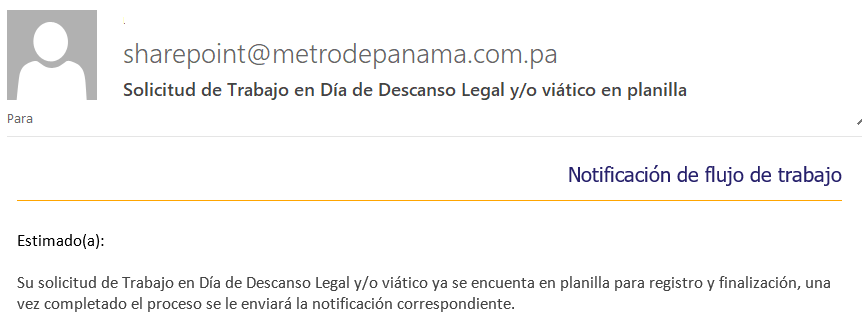 sharepoint@metrodepanama.com.pa
Solicitud de Trabajo en Día de Descanso Legal y/o viático en planilla
Para
Notificación de flujo de trabajo
Estimado(a):
Su solicitud de Trabajo en Día de Descanso Legal y/o viático ya se encuenta en planilla para registro y finalización, una
vez completado el proceso se le enviará la notificación correspondiente.